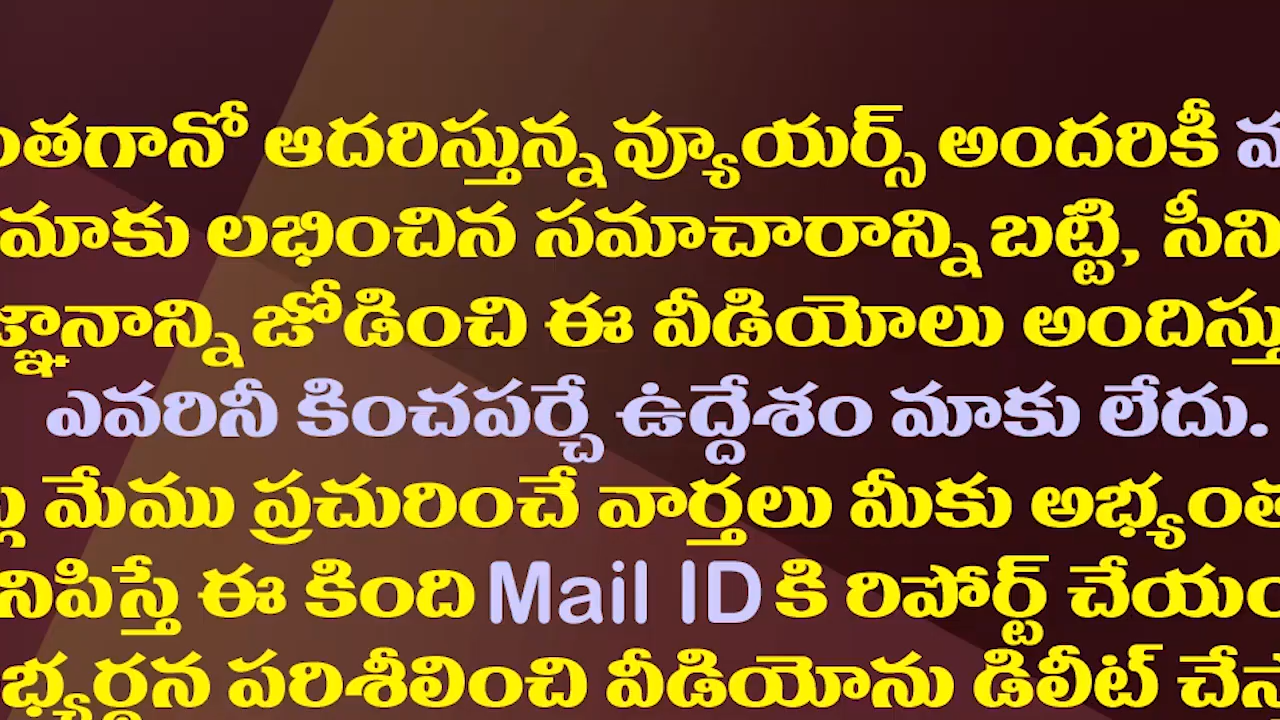 ంతగానో ఆదరిస్తున్న వ్యూయర్స్ అందరికీ
మాకు లభించిన సమాచారాన్ని బట్టి, సీని
జ్ఞానాన్ని జోడించి ఈ వీడియోలు అందిస్తు
ఎవరినీ కించపర్చే ఉద్దేశం మాకు లేదు.
మేము ప్రచురించే వార్తలు మీకు అభ్యంత
నిపిస్తే ఈ కింది Mail ID కి రిపోర్ట్ చేయం
భ్యర్థన పరిశీలించి వీడియోను డిలీట్ చేస